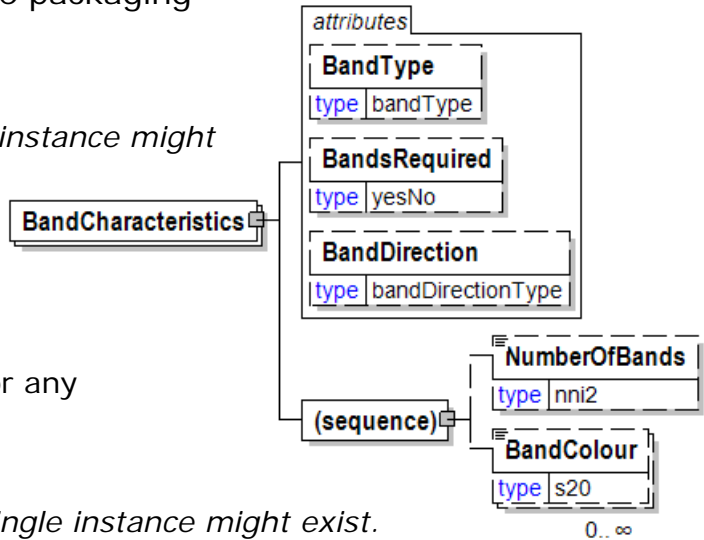 e packaging
attributes
BandType
type bandType
instance might
BandsRequired
type yesNo
BandCharacteristics
BandDirection
type bandDirectionType
NumberOfBands
type nni2
r any
(sequence)
BandColour
type s20
ingle instance might exist.
0..∞